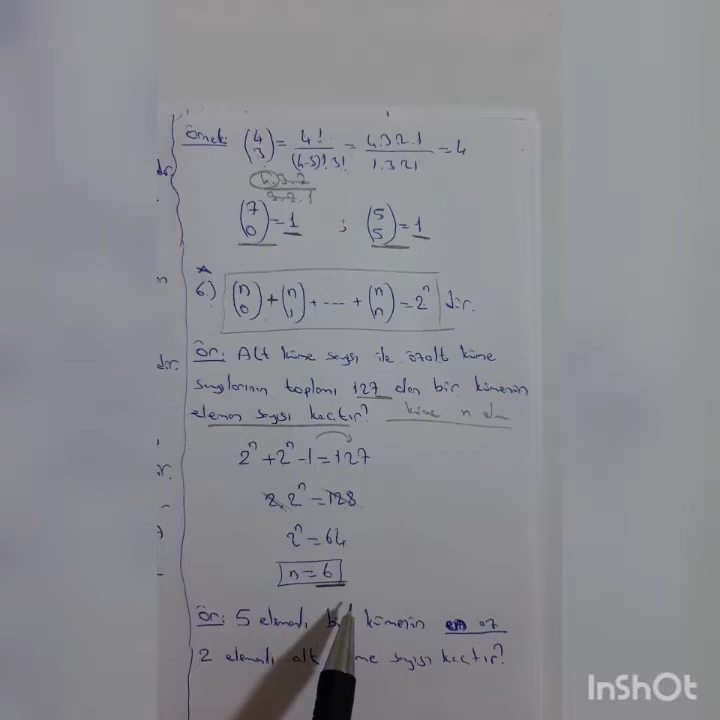 Örnek: (4 3) = 4! / (4-3)! 3! = 4.3.2.1 / 1.3.2.1 = 4
4.3.2 / 3.2.1
(7 0) = 1 ; (5 5) = 1
6.) (n 0) + (n 1) + ---- + (n n) = 2ⁿ dir.
Ör: Alt küme sayısı ile özalt küme
sayılarının toplamı 127 olan bir kümenin
eleman sayısı kaçtır? küme n elm
2ⁿ + 2ⁿ - 1 = 127
2.2ⁿ = 128
2ⁿ = 64
n = 6
Ör: 5 elemanlı bir kümenin en az
2 elemanlı alt küme sayısı kaçtır?
dir.
InShOt